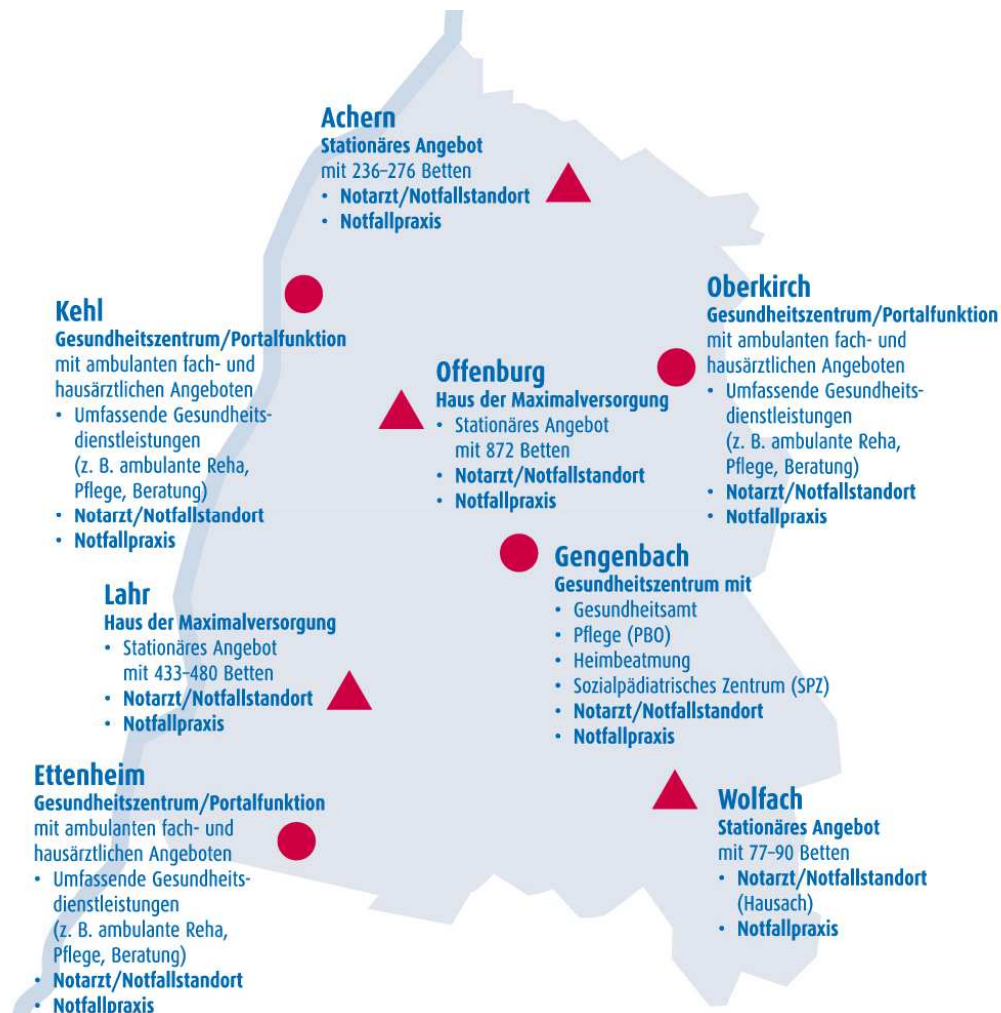 Achern
Stationäres Angebot
mit 236–276 Betten
• Notarzt/Notfallstandort
• Notfallpraxis
Kehl
Gesundheitszentrum/Portalfunktion
mit ambulanten fach- und
hausärztlichen Angeboten
• Umfassende Gesundheits-
dienstleistungen
(z. B. ambulante Reha,
Pflege, Beratung)
• Notarzt/Notfallstandort
• Notfallpraxis
Oberkirch
Gesundheitszentrum/Portalfunktion
mit ambulanten fach- und
hausärztlichen Angeboten
• Umfassende Gesundheits-
dienstleistungen
(z. B. ambulante Reha,
Pflege, Beratung)
• Notarzt/Notfallstandort
• Notfallpraxis
Offenburg
Haus der Maximalversorgung
• Stationäres Angebot
mit 872 Betten
• Notarzt/Notfallstandort
• Notfallpraxis
Gengenbach
Gesundheitszentrum mit
• Gesundheitsamt
• Pflege (PBO)
• Heimbeatmung
• Sozialpädiatrisches Zentrum (SPZ)
• Notarzt/Notfallstandort
• Notfallpraxis
Lahr
Haus der Maximalversorgung
• Stationäres Angebot
mit 433–480 Betten
• Notarzt/Notfallstandort
• Notfallpraxis
Ettenheim
Gesundheitszentrum/Portalfunktion
mit ambulanten fach- und
hausärztlichen Angeboten
• Umfassende Gesundheits-
dienstleistungen
(z. B. ambulante Reha,
Pflege, Beratung)
• Notarzt/Notfallstandort
• Notfallpraxis
Wolfach
Stationäres Angebot
mit 77–90 Betten
• Notarzt/Notfallstandort
(Hausach)
• Notfallpraxis